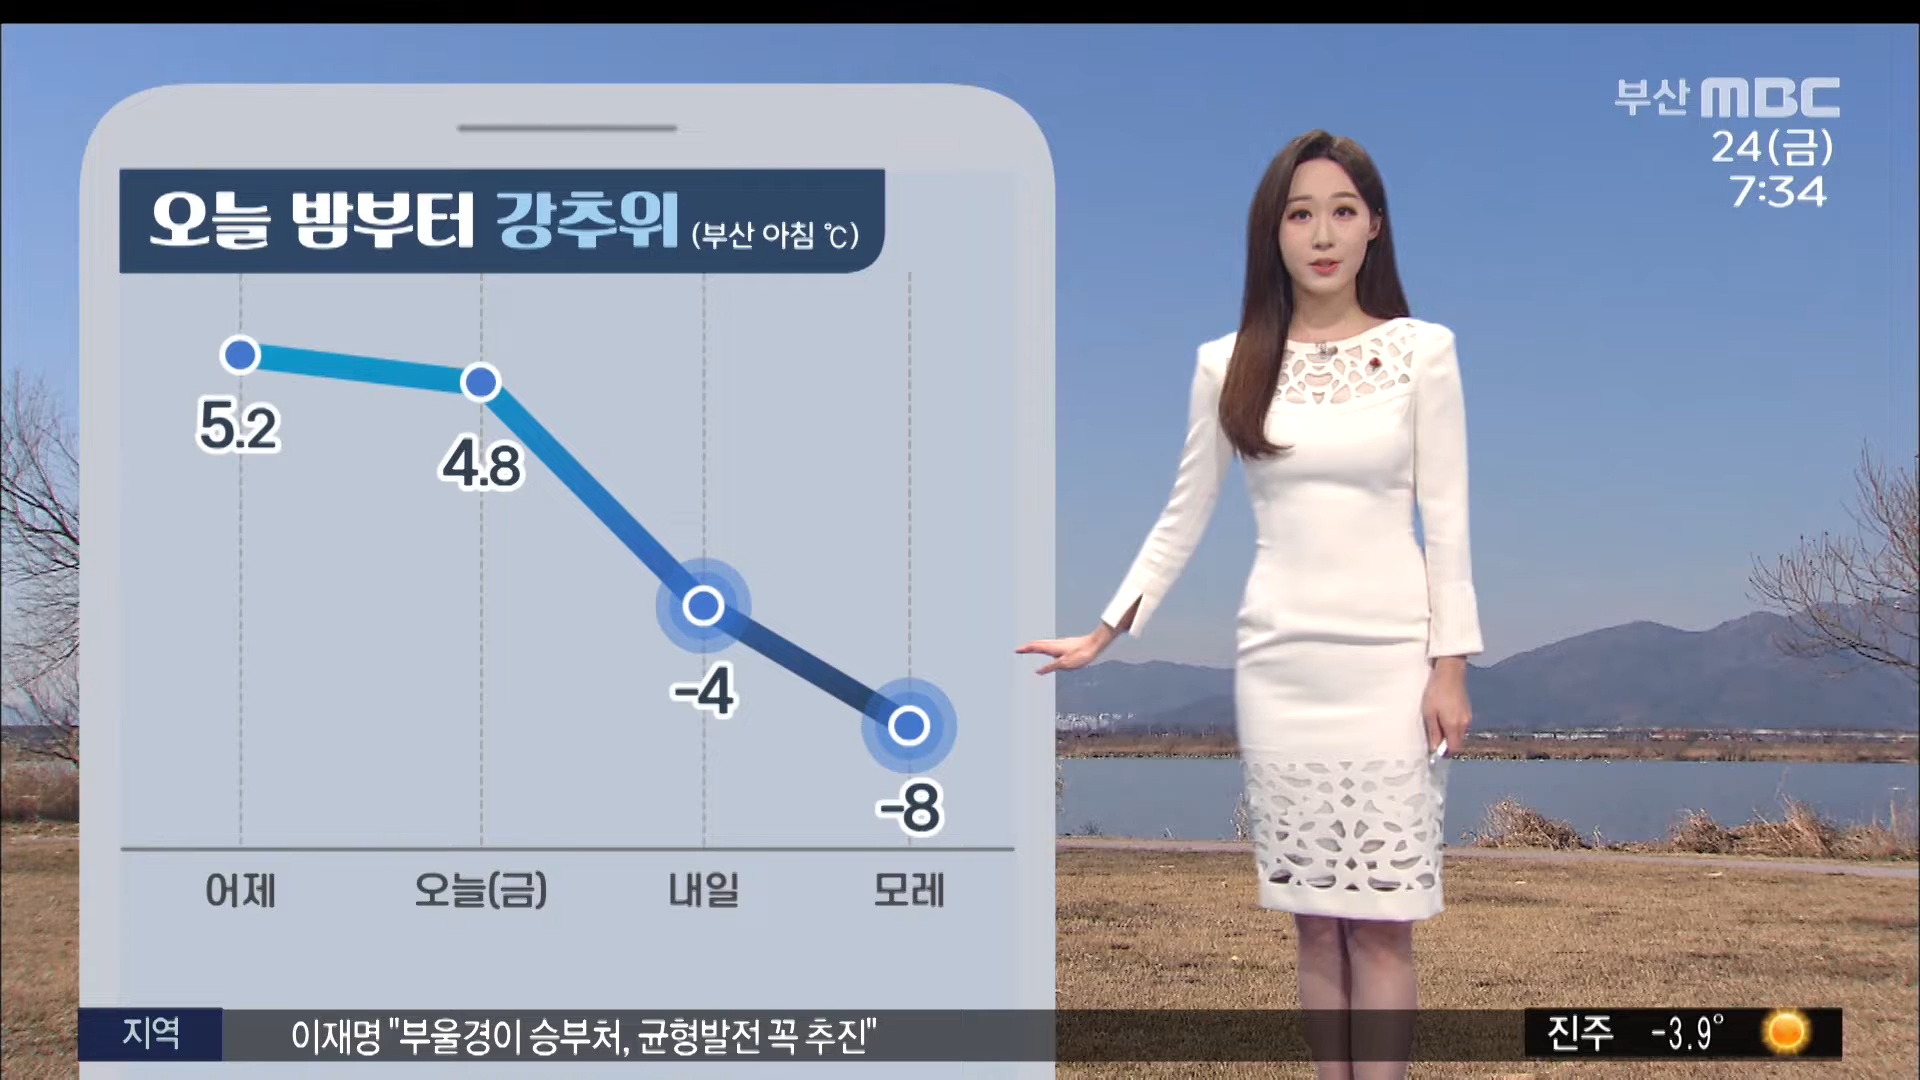 부산 MBC
24(금)
7:34
오늘 밤부터 강추위 (부산 아침 ℃)
5.2
4.8
-4
-8
어제 오늘(금) 내일 모레
지역 이재명 "부울경이 승부처, 균형발전 꼭 추진"
진주 -3.9°